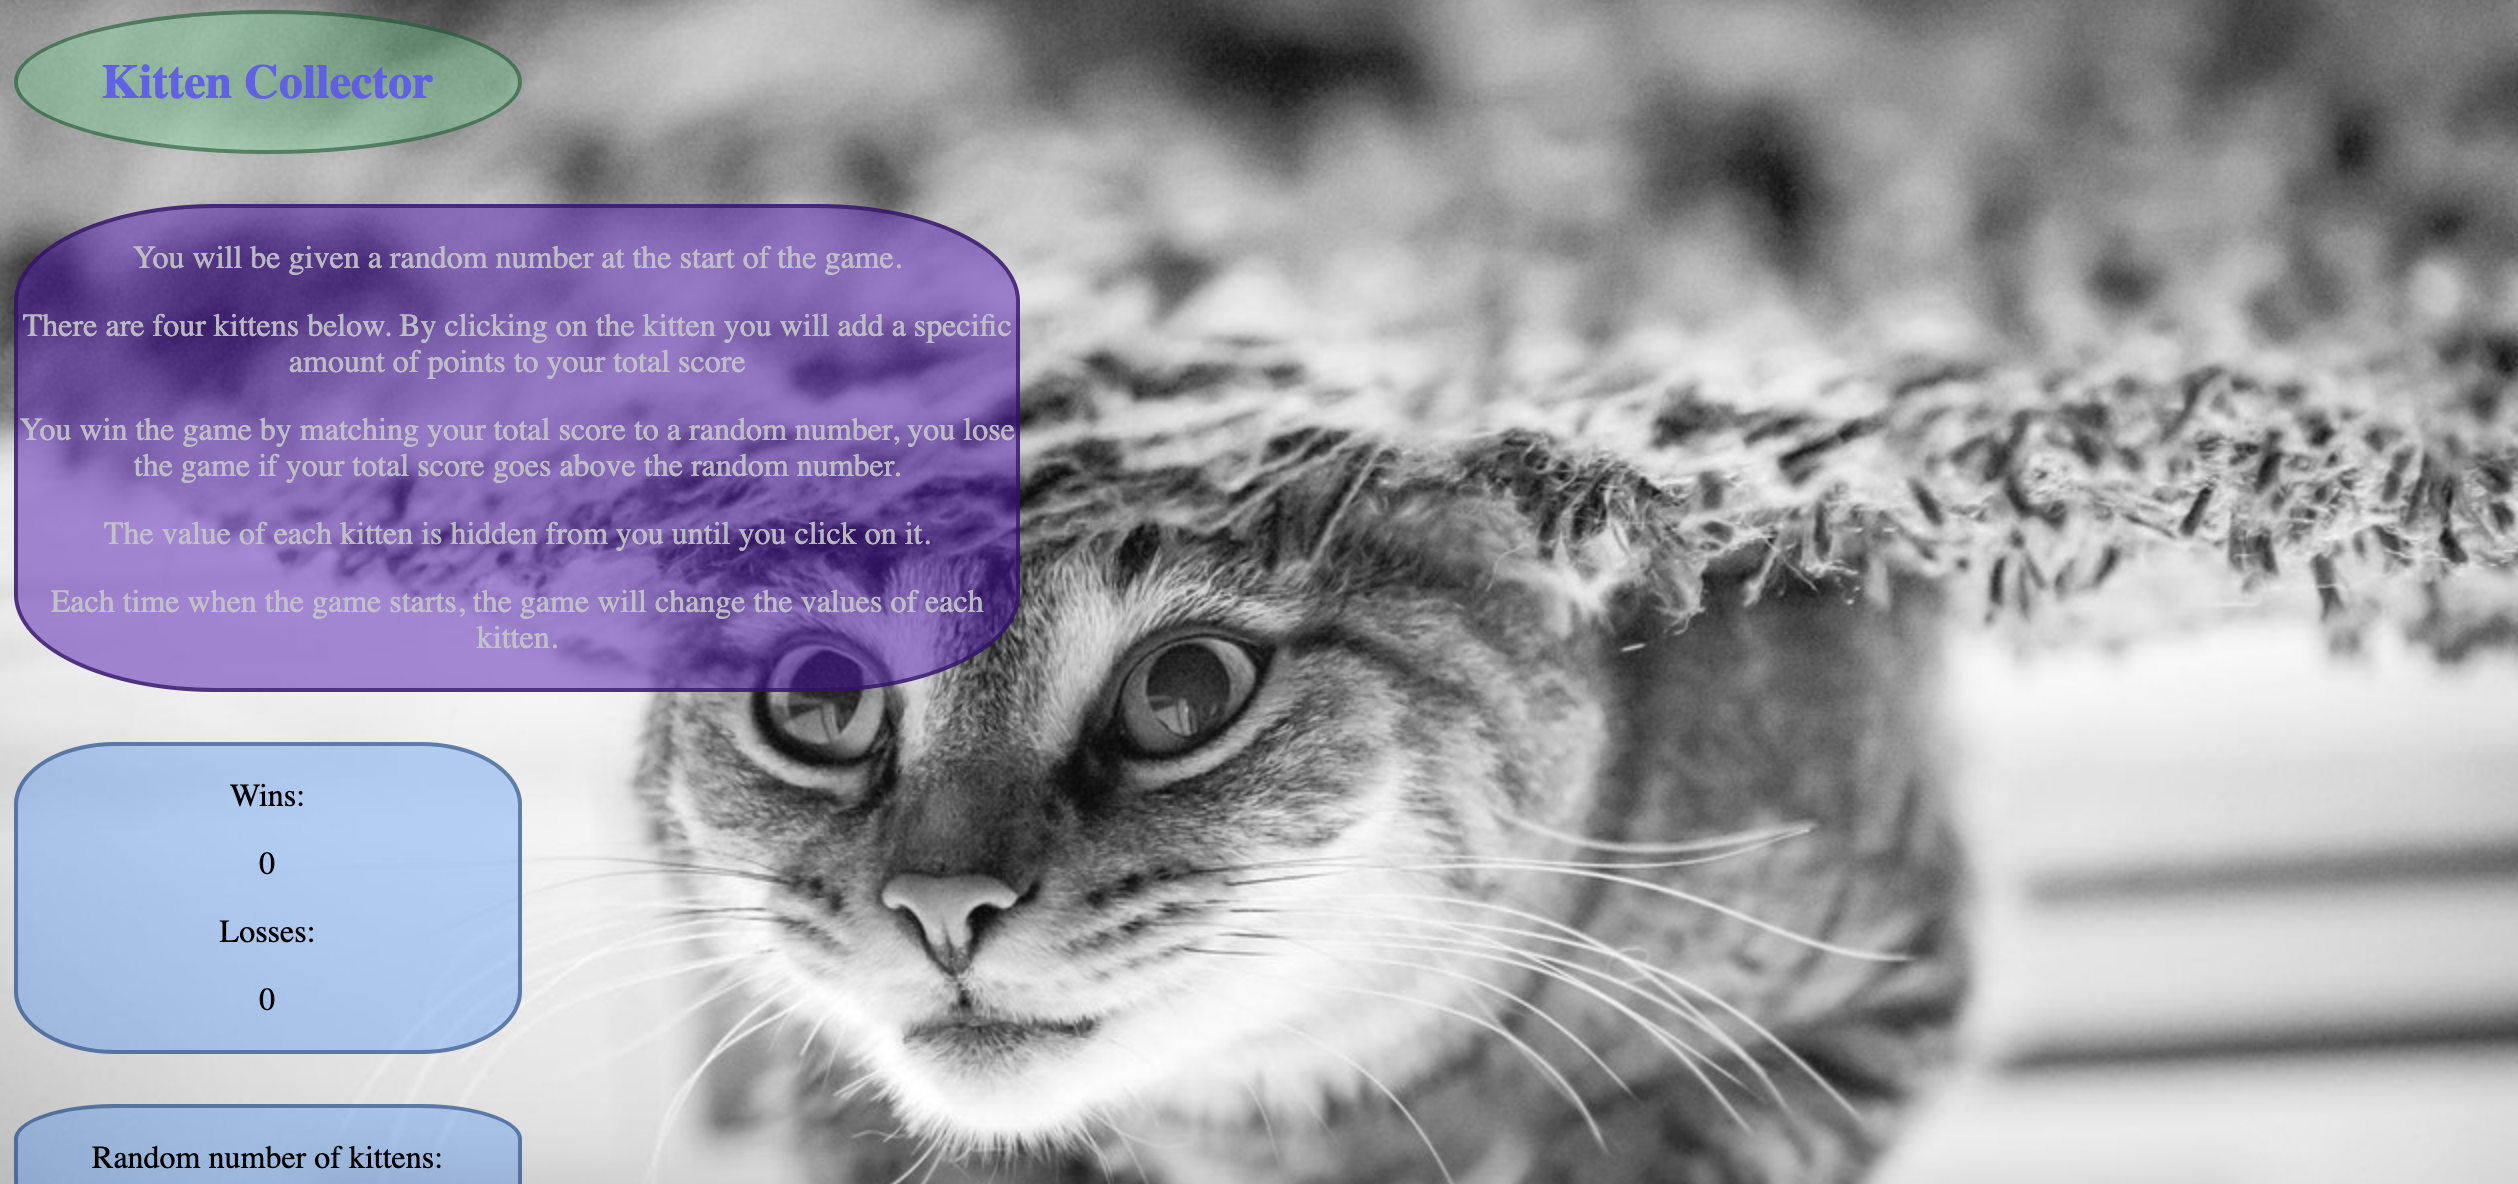 Kitten Collector
You will be given a random number at the start of the game.
There are four kittens below. By clicking on the kitten you will add a specific
amount of points to your total score
You win the game by matching your total score to a random number, you lose
the game if your total score goes above the random number.
The value of each kitten is hidden from you until you click on it.
Each time when the game starts, the game will change the values of each
kitten.
Wins:
0
Losses:
0
Random number of kittens: